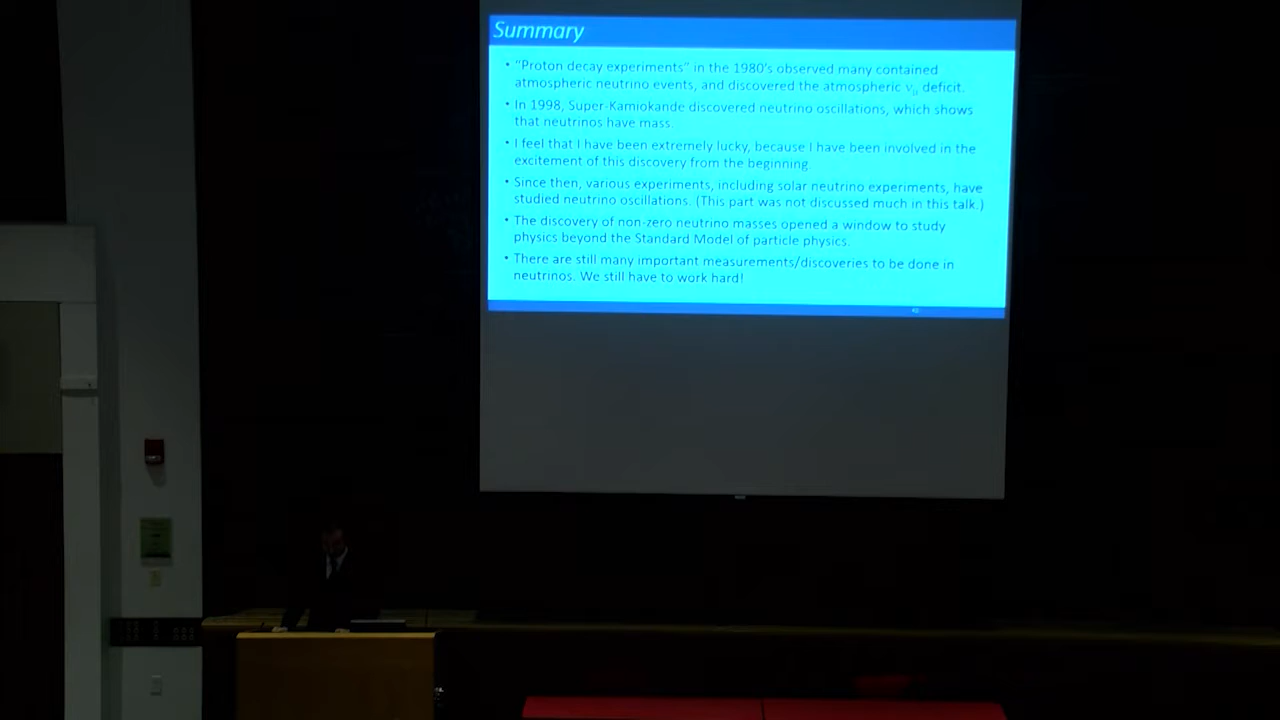 Summary
• "Proton decay experiments" in the 1980's observed many contained
atmospheric neutrino events, and discovered the atmospheric νμ deficit.
• In 1998, Super-Kamiokande discovered neutrino oscillations, which shows
that neutrinos have mass.
• I feel that I have been extremely lucky, because I have been involved in the
excitement of this discovery from the beginning.
• Since then, various experiments, including solar neutrino experiments, have
studied neutrino oscillations. (This part was not discussed much in this talk.)
• The discovery of non-zero neutrino masses opened a window to study
physics beyond the Standard Model of particle physics.
• There are still many important measurements/discoveries to be done in
neutrinos. We still have to work hard!